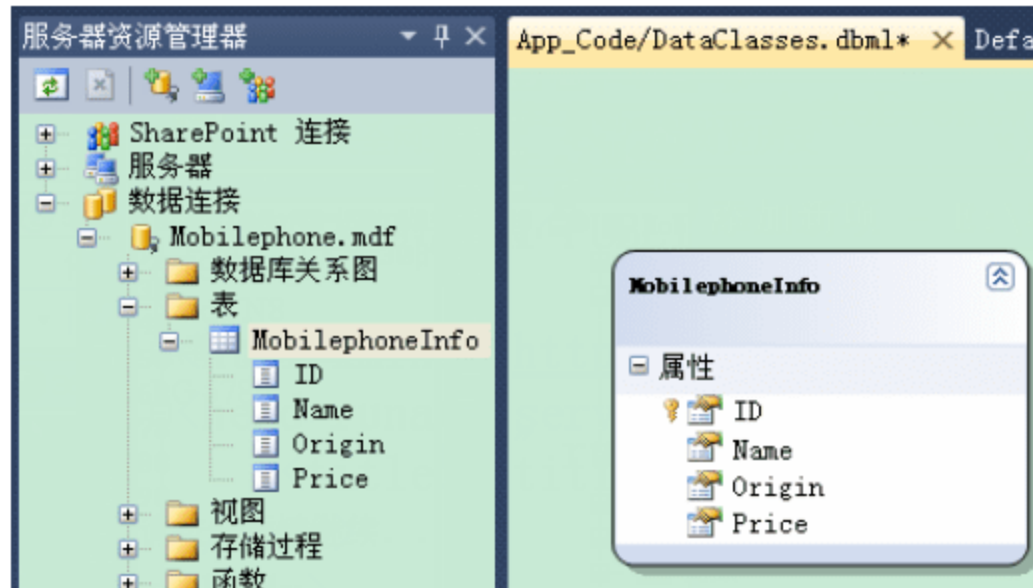 服务器资源管理器
SharePoint 连接
服务器
数据连接
Mobilephone.mdf
数据库关系图
表
MobilephoneInfo
ID
Name
Origin
Price
视图
存储过程
函数
App_Code/DataClasses.dbml*
Defa
MobilephoneInfo
属性
ID
Name
Origin
Price